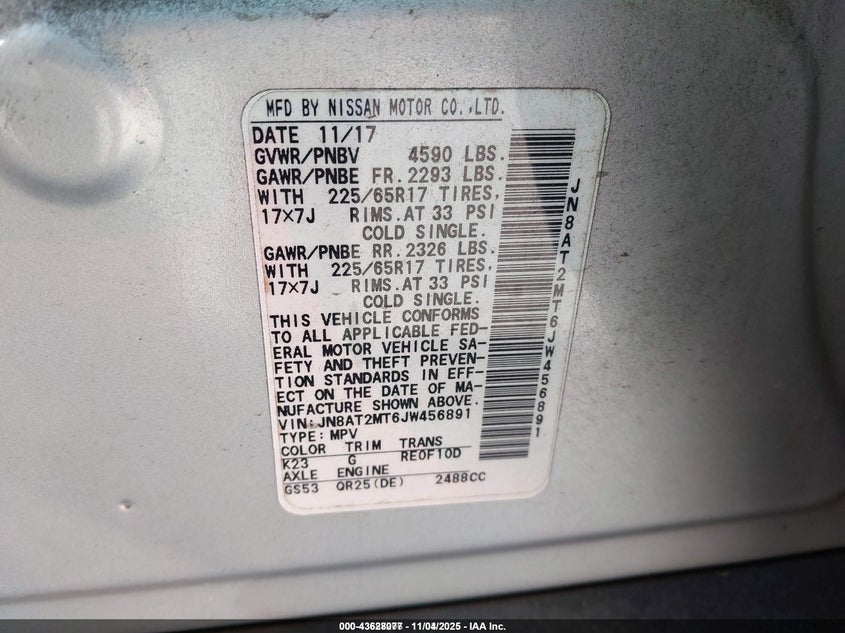 MFD BY NISSAN MOTOR CO.,LTD.
DATE 11/17
GVWR/PNBV 4590 LBS.
GAWR/PNBE FR.2293 LBS.
WITH 225/65R17 TIRES,
17×7J RIMS.AT 33 PSI
COLD SINGLE.
GAWR/PNBE RR.2326 LBS.
WITH 225/65R17 TIRES,
17×7J RIMS.AT 33 PSI
COLD SINGLE.
THIS VEHICLE CONFORMS
TO ALL APPLICABLE FED-
ERAL MOTOR VEHICLE SA-
FETY AND THEFT PREVEN-
TION STANDARDS IN EFF-
ECT ON THE DATE OF MA-
NUFACTURE SHOWN ABOVE.
VIN:JN8AT2MT6JW456891
TYPE:MPV
COLOR TRIM TRANS
K23 G RE0F10D
AXLE ENGINE
GS53 QR25(DE) 2488CC
JN8AT2MT6JW456891
11/04/2025 - IAA Inc.